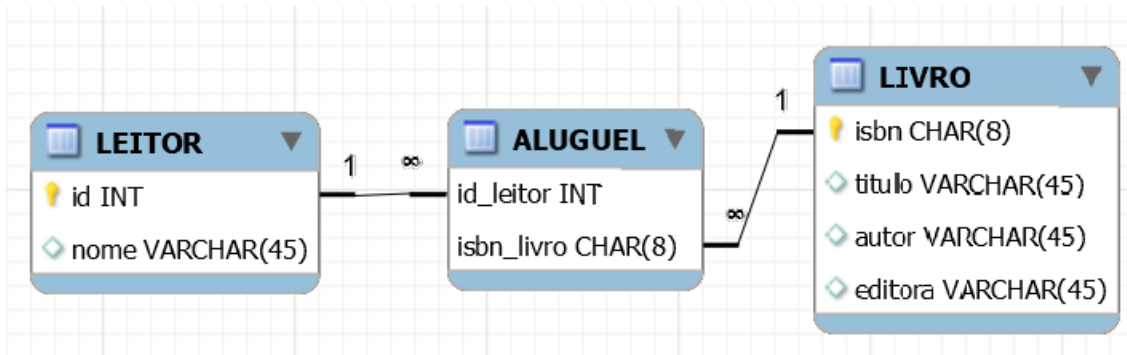 LEITOR
id INT
nome VARCHAR(45)
1
∞
ALUGUEL
id_leitor INT
isbn_livro CHAR(8)
∞
1
LIVRO
isbn CHAR(8)
titulo VARCHAR(45)
autor VARCHAR(45)
editora VARCHAR(45)